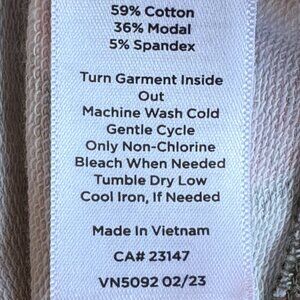 59% Cotton
36% Modal
5% Spandex
Turn Garment Inside
Out
Machine Wash Cold
Gentle Cycle
Only Non-Chlorine
Bleach When Needed
Tumble Dry Low
Cool Iron, If Needed
Made In Vietnam
CA# 23147
VN5092 02/23